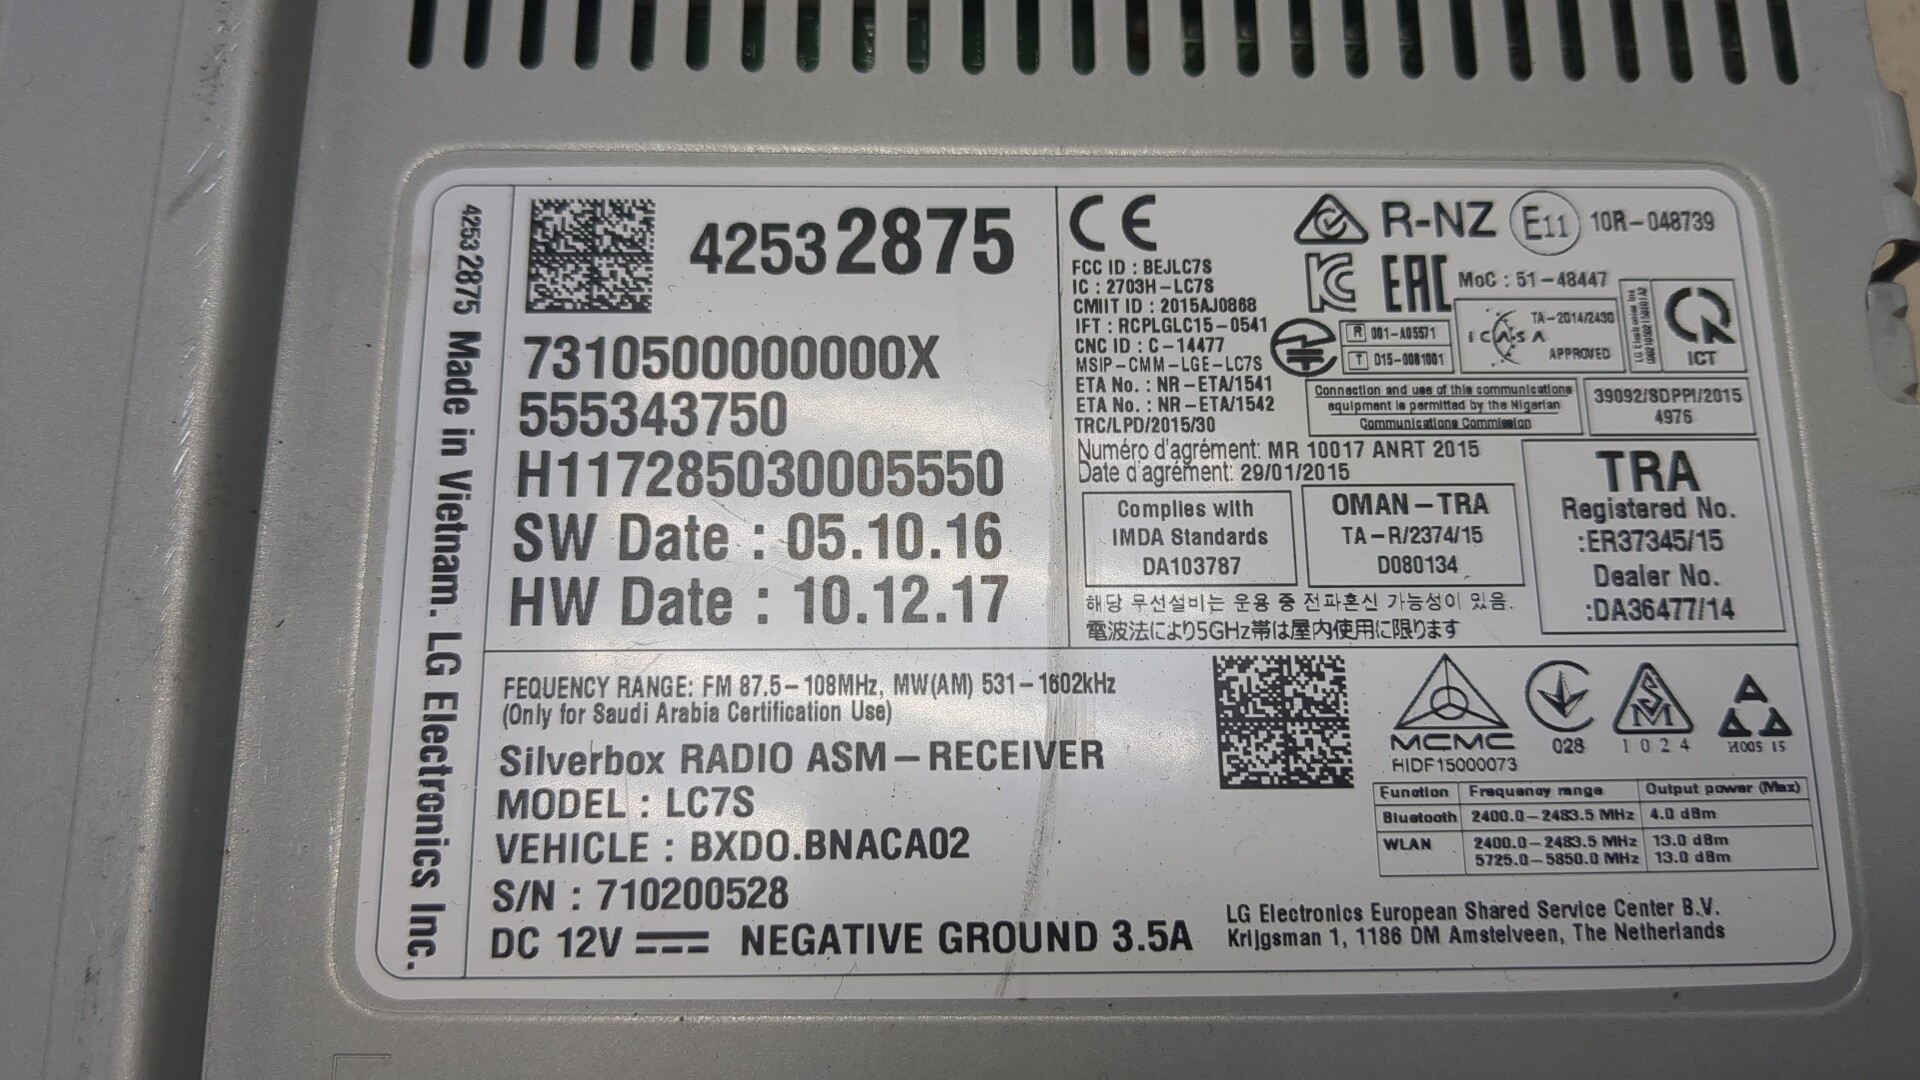 42532875 Made in Vietnam. LG Electronics Inc.
42532875
7310500000000X
555343750
H117285030005550
SW Date : 05.10.16
HW Date : 10.12.17
CE
FCC ID : BEJLC7S
IC : 2703H-LC7S
CMIIT ID : 2015AJ0868
IFT : RCPLGLC15-0541
CNC ID : C-14477
MSIP-CMM-LGE-LC7S
ETA No. : NR-ETA/1541
ETA No. : NR-ETA/1542
TRC/LPD/2015/30
R-NZ
E11
10R-048739
EAC
MoC : 51-48447
R 001-A05571
T D15-0081001
ICASA
TA-2014/2430
APPROVED
ICT
Connection and use of this communications
equipment is permitted by the Nigerian
Communications Commission
39092/SDPPI/2015
4976
Numéro d'agrément: MR 10017 ANRT 2015
Date d'agrément: 29/01/2015
Complies with
IMDA Standards
DA103787
OMAN-TRA
TA-R/2374/15
D080134
TRA
Registered No.
:ER37345/15
Dealer No.
:DA36477/14
해당 무선설비는 운용 중 전파혼신 가능성이 있음.
電波法により5GHz帯は屋内使用に限ります
FEQUENCY RANGE: FM 87.5-108MHz, MW(AM) 531-1602kHz
(Only for Saudi Arabia Certification Use)
Silverbox RADIO ASM-RECEIVER
MODEL : LC7S
VEHICLE : BXDO.BNACA02
S/N : 710200528
DC 12V NEGATIVE GROUND 3.5A
MCMC
HIDF15000073
028
1024
H005 15
Function Frequency range Output power (Max)
Bluetooth 2400.0-2483.5 MHz 4.0 dBm
WLAN 2400.0-2483.5 MHz 13.0 dBm
5725.0-5850.0 MHz 13.0 dBm
LG Electronics European Shared Service Center B.V.
Krijgsman 1, 1186 DM Amstelveen, The Netherlands